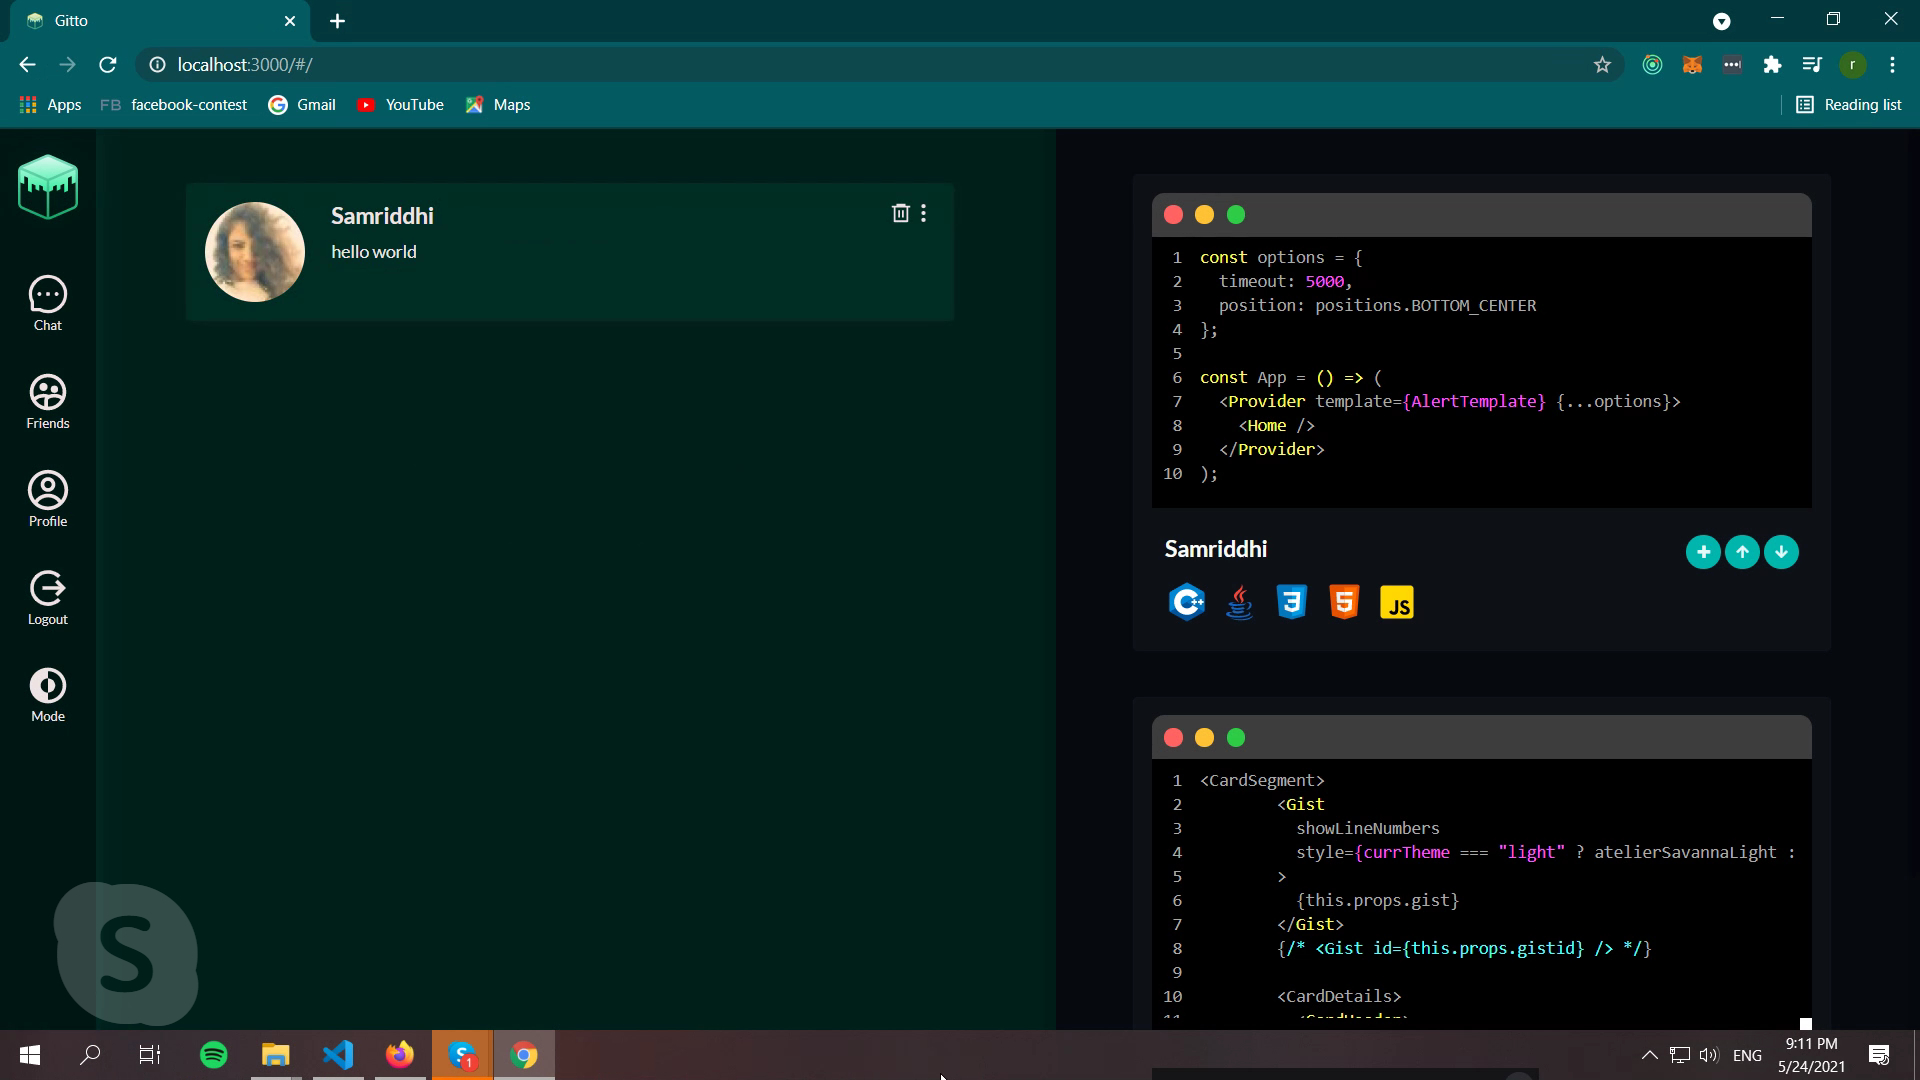 Gitto
localhost:3000/#/
r
Apps
FB facebook-contest
Gmail
YouTube
Maps
Reading list
Chat
Friends
Profile
Logout
Mode
Samriddhi
hello world
1 const options = {
2 timeout: 5000,
3 position: positions.BOTTOM_CENTER
4 };
5
6 const App = () => (
7 <Provider template={AlertTemplate} {...options}>
8 <Home />
9 </Provider>
10 );
Samriddhi
C++
3
5
JS
1 <CardSegment>
2 <Gist
3 showLineNumbers
4 style={currTheme === "light" ? atelierSavannaLight :
5 >
6 {this.props.gist}
7 </Gist>
8 {/* <Gist id={this.props.gistid} /> */}
9
10 <CardDetails>
S
S 1
ENG
9:11 PM
5/24/2021